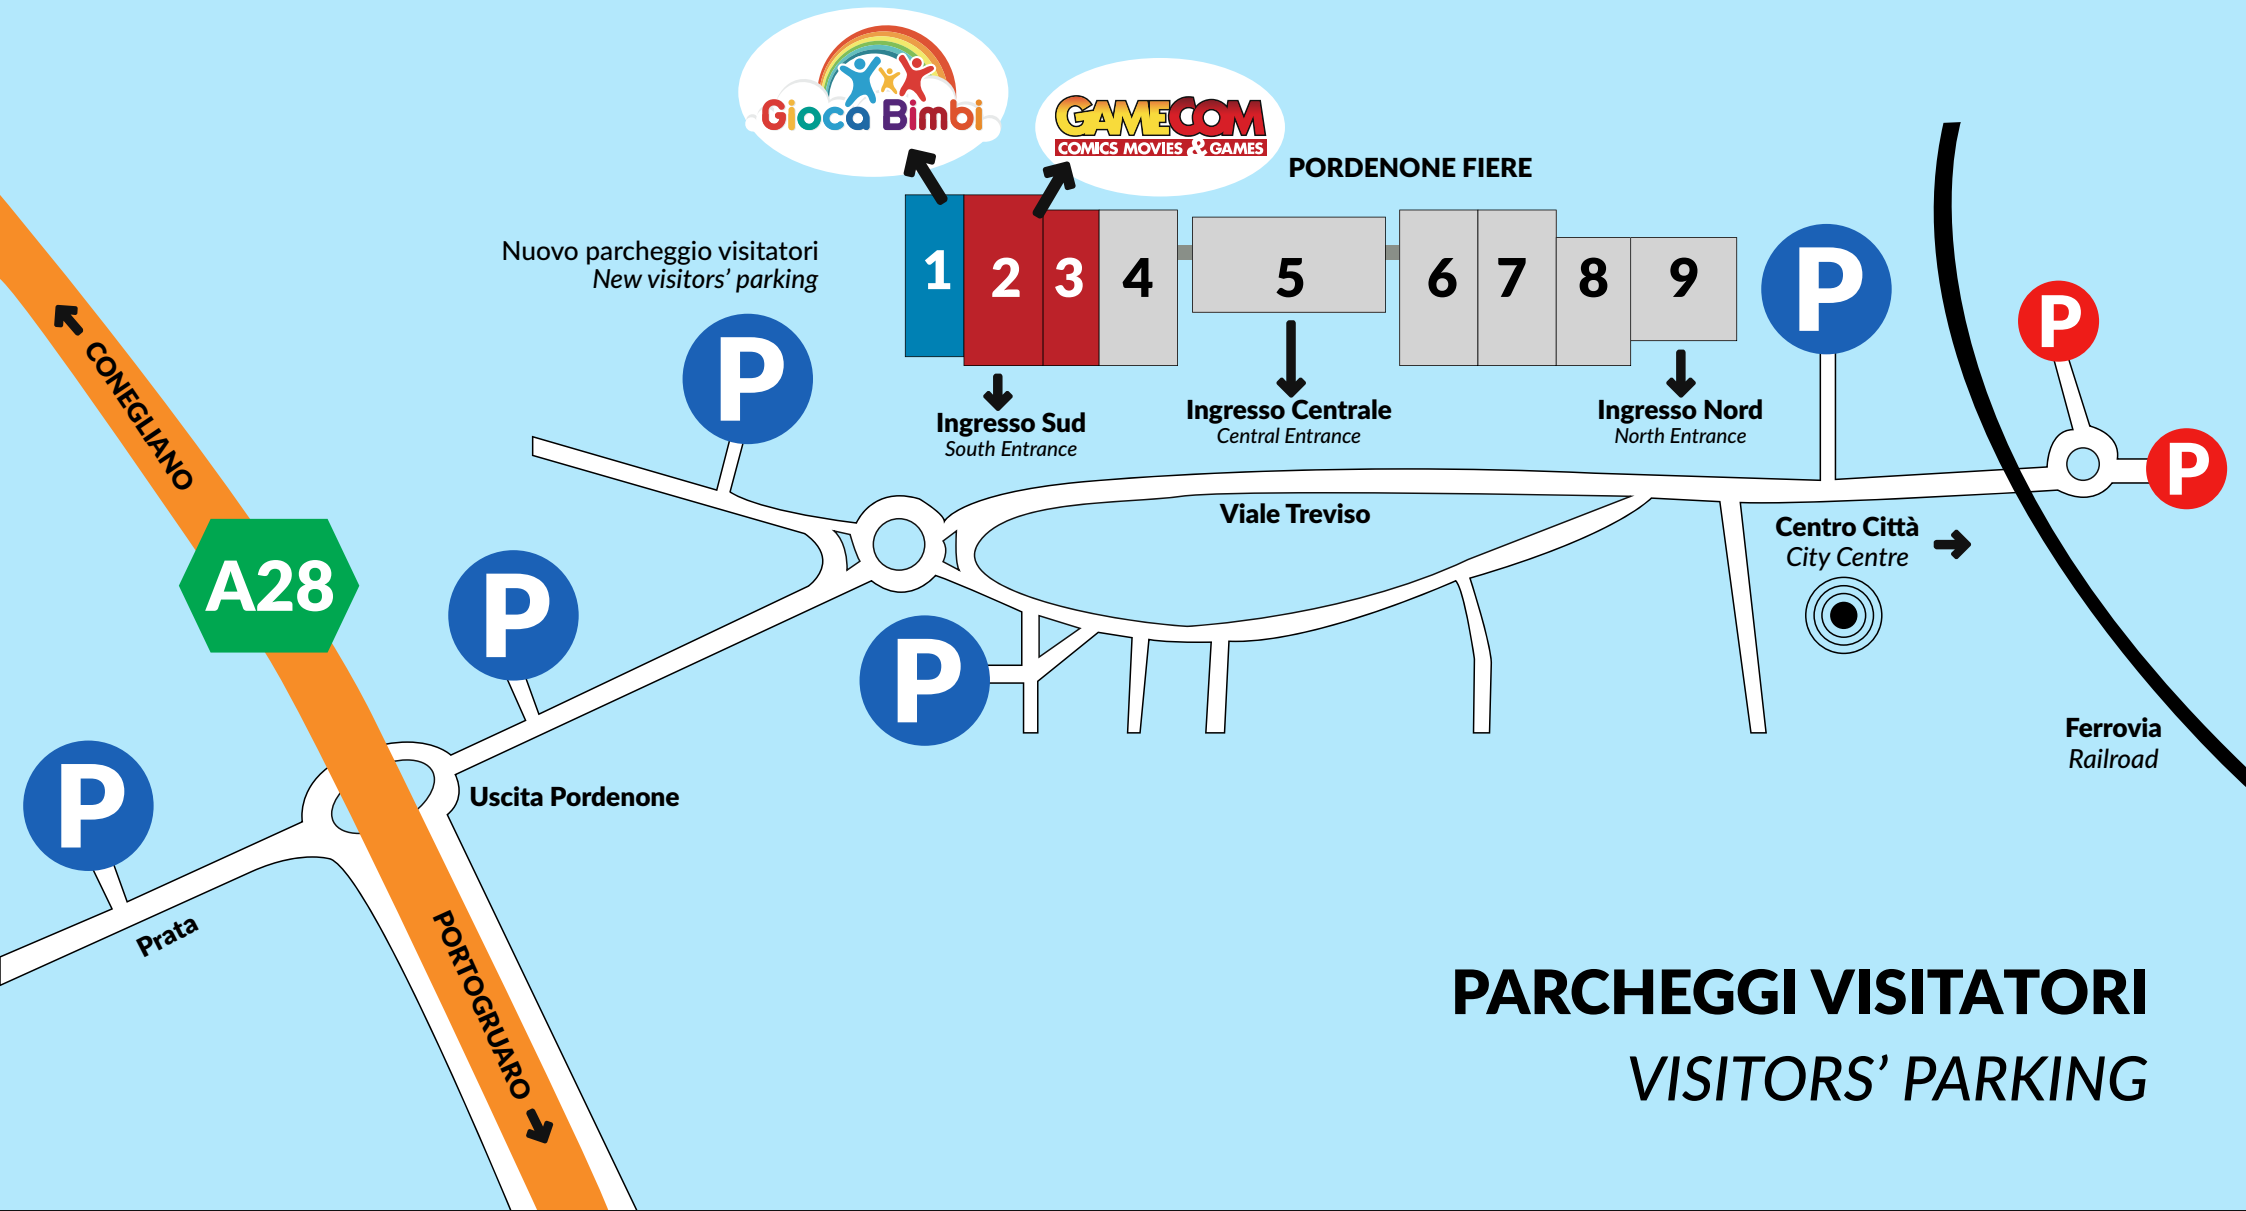 Gioca Bimbi
GAMECOM
COMICS MOVIES & GAMES
PORDENONE FIERE
Nuovo parcheggio visitatori
New visitors' parking
1
2
3
4
5
6
7
8
9
P
P
P
P
Ingresso Sud
South Entrance
Ingresso Centrale
Central Entrance
Ingresso Nord
North Entrance
CONEGLIANO
P
Viale Treviso
Centro Città
City Centre
A28
P
P
Ferrovia
Railroad
P
Uscita Pordenone
Prata
PORTOGRUARO
PARCHEGGI VISITATORI
VISITORS' PARKING